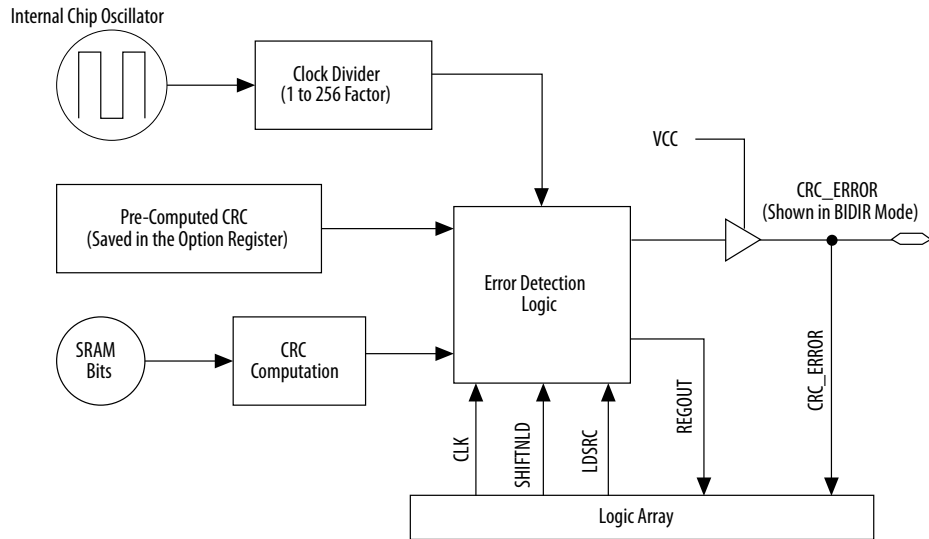 Internal Chip Oscillator
Clock Divider
(1 to 256 Factor)
VCC
CRC_ERROR
(Shown in BIDIR Mode)
Pre-Computed CRC
(Saved in the Option Register)
Error Detection
Logic
SRAM
Bits
CRC
Computation
CLK
SHIFTNLD
LDSRC
REGOUT
CRC_ERROR
Logic Array